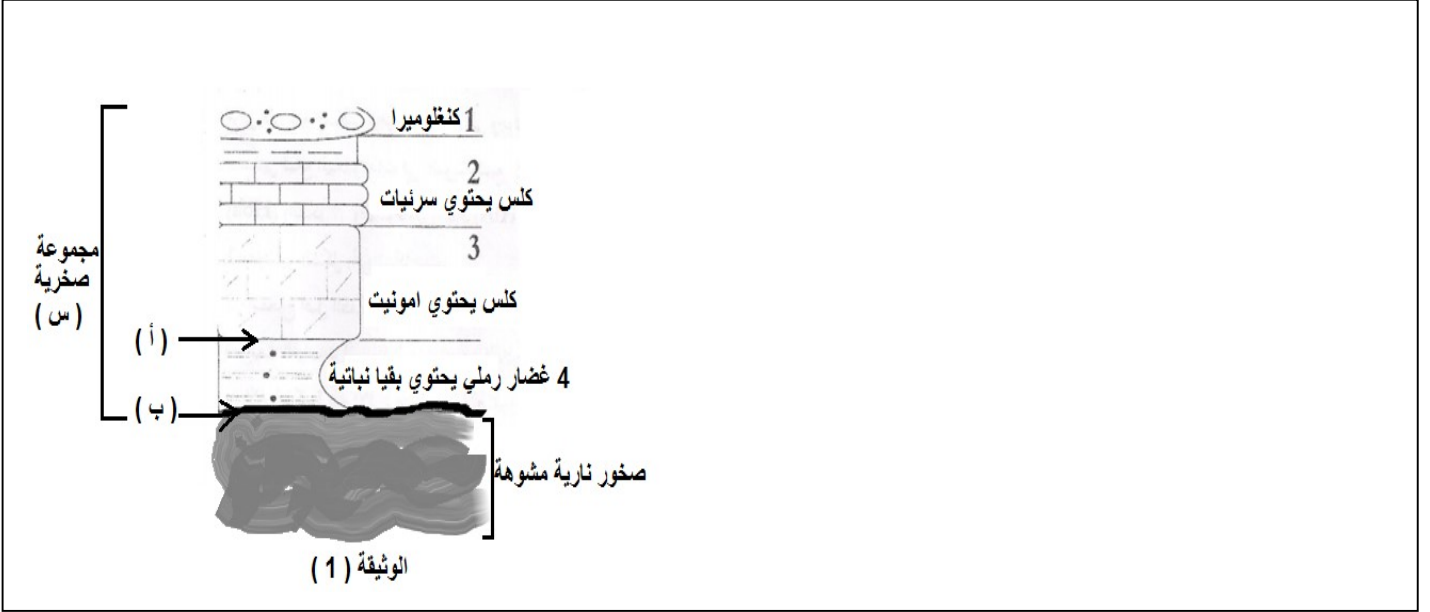 1 كنغلوميرا
2
كلس يحتوي سرئيات
3
كلس يحتوي امونيت
مجموعة
صخرية
( س )
( أ )
4 غضار رملي يحتوي بقيا نباتية
( ب )
صخور نارية مشوهة
الوثيقة ( 1 )